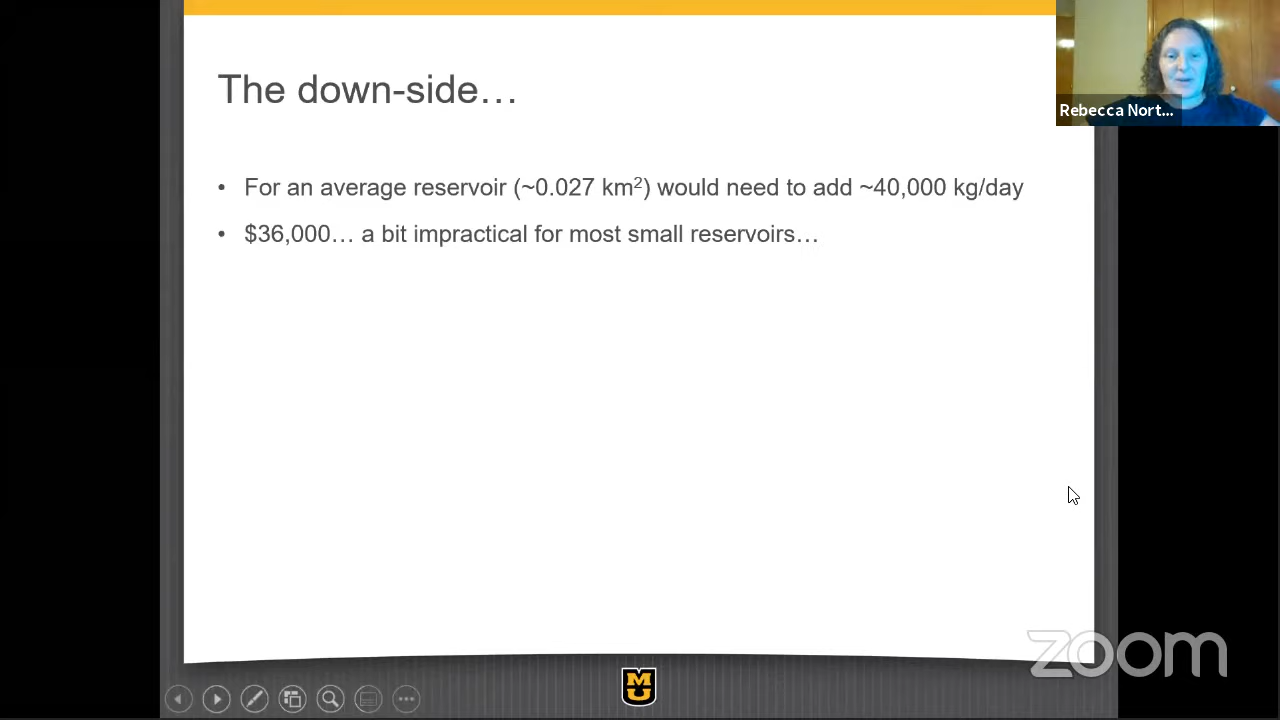 The down-side…
Rebecca Nort...
• For an average reservoir (~0.027 km²) would need to add ~40,000 kg/day
• $36,000… a bit impractical for most small reservoirs…
zoom
MU